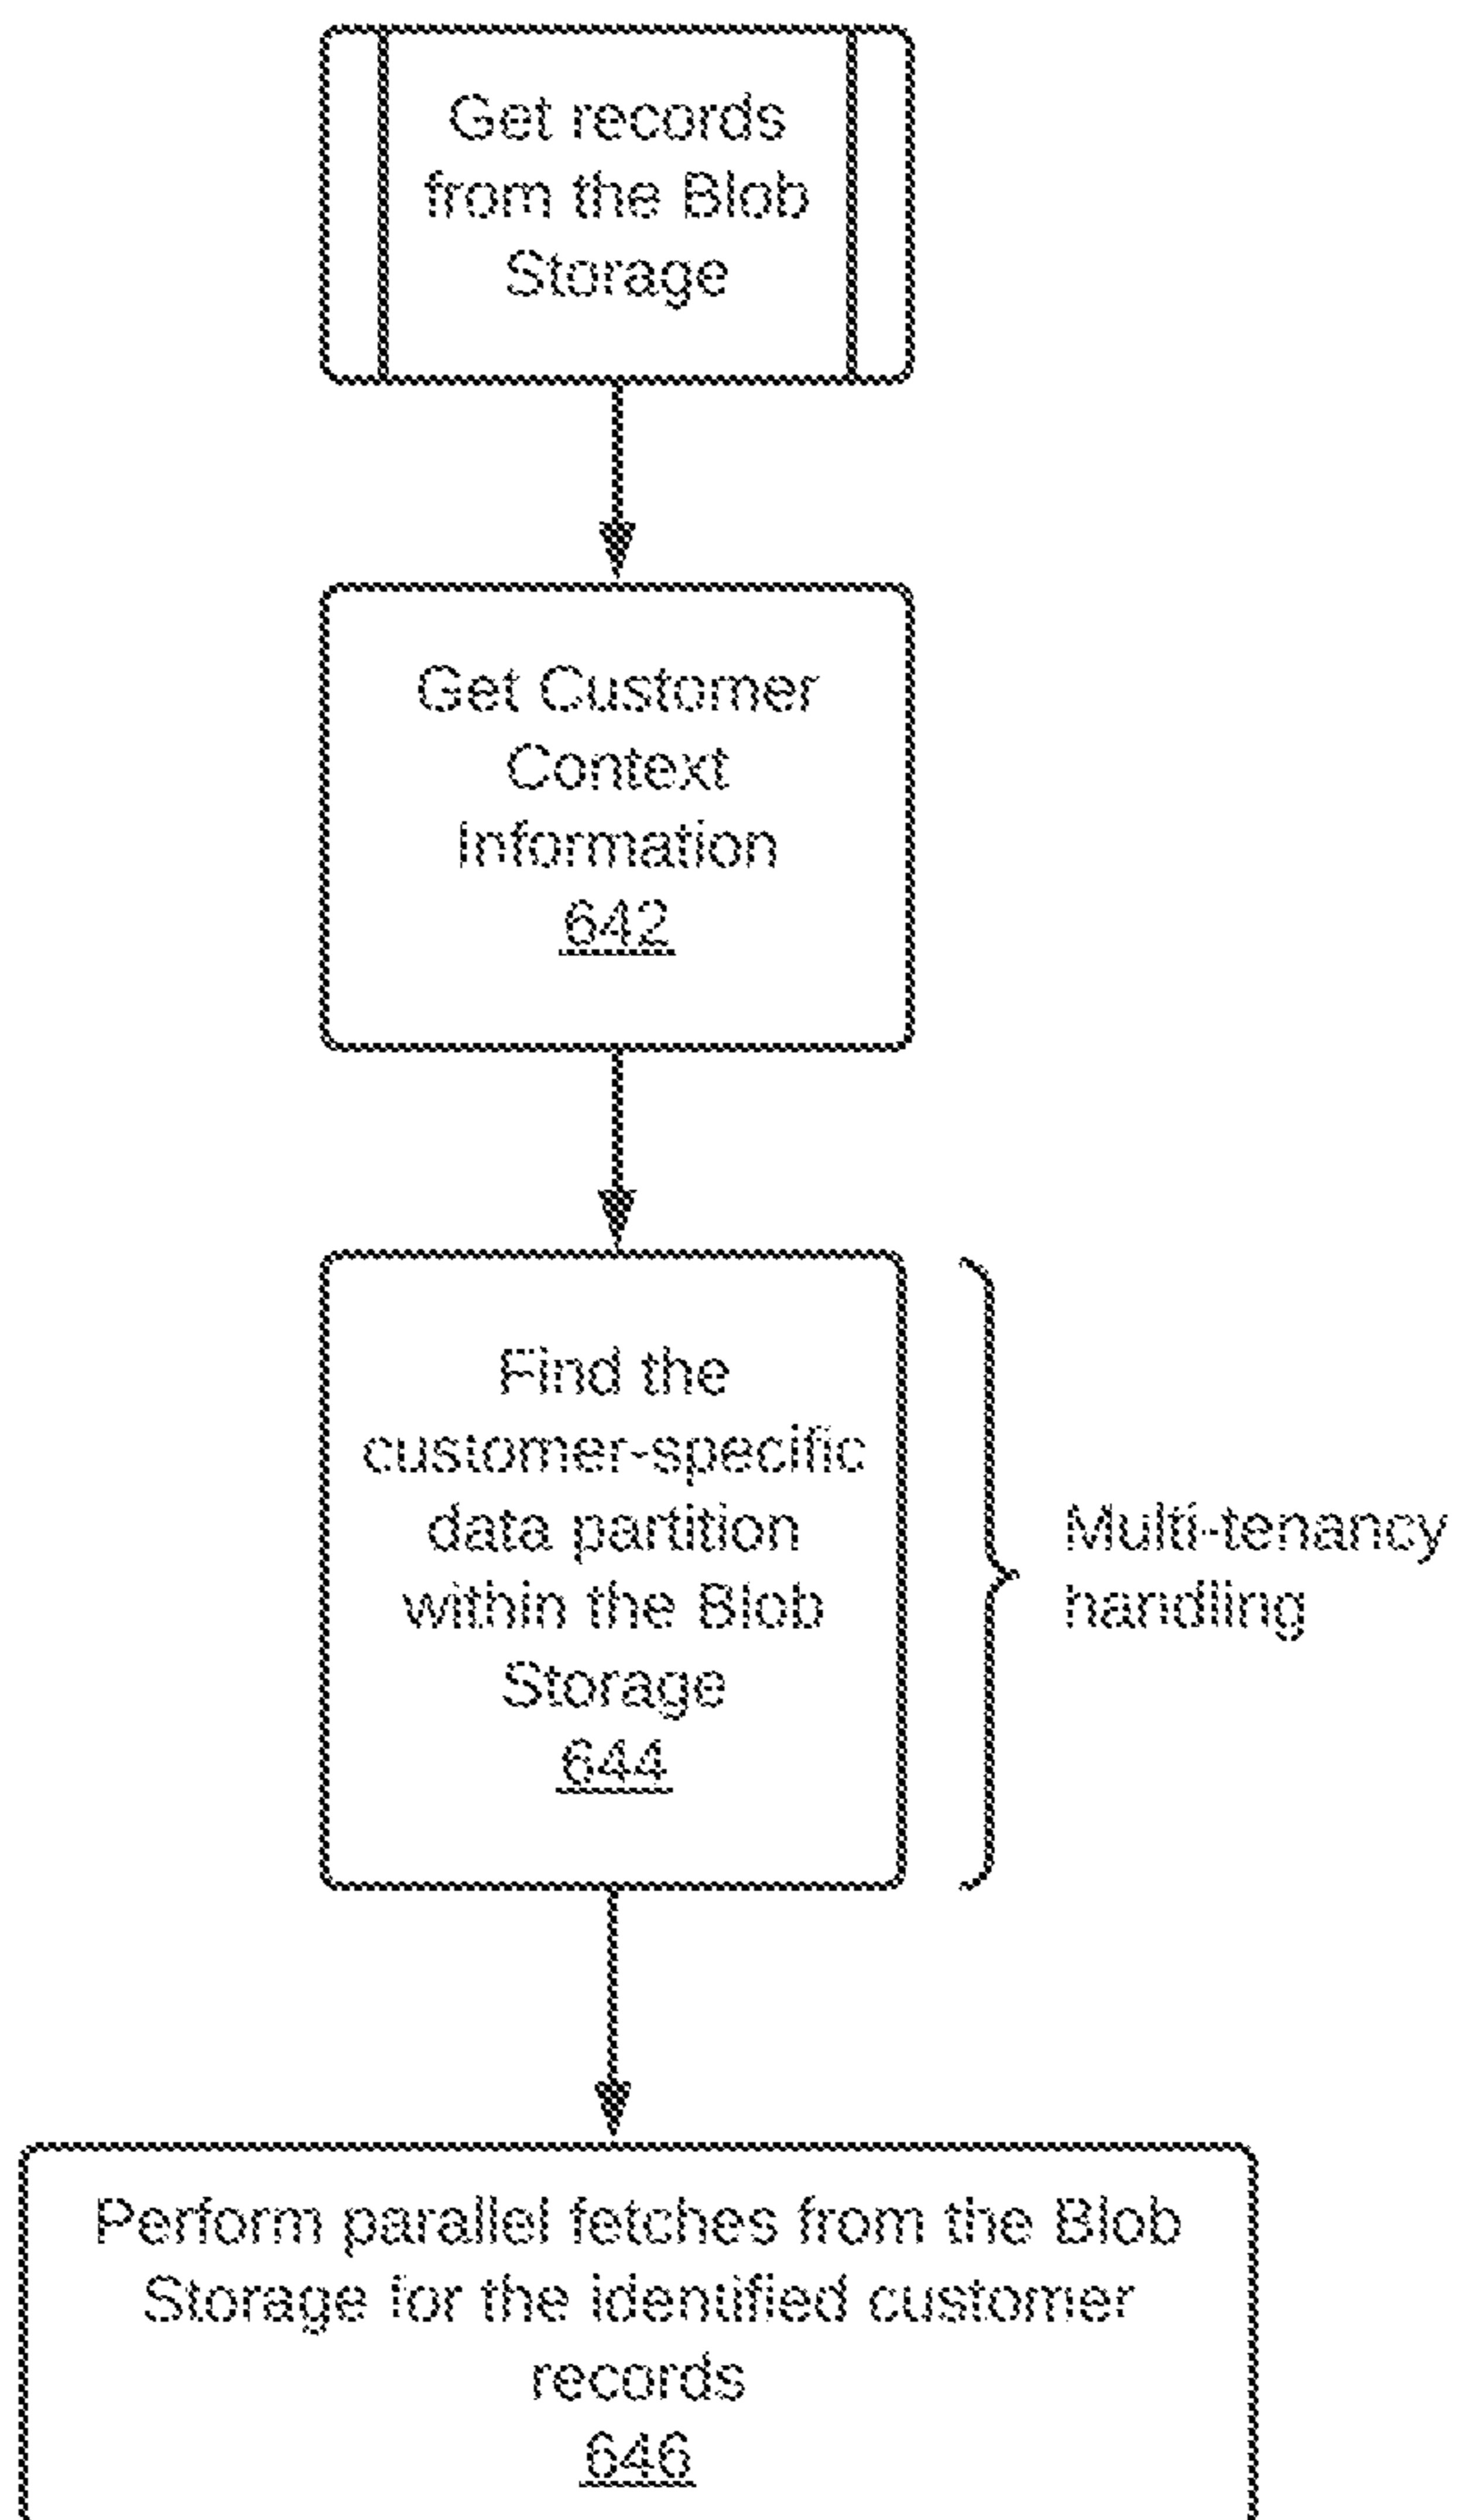 Get records
from the Blob
Storage
Get Customer
Context
Information
642
Find the
customer-specific
data partition
within the Blob
Storage
644
Multi-tenancy
handling
Perform parallel fetches from the Blob
Storage for the identified customer
records
646